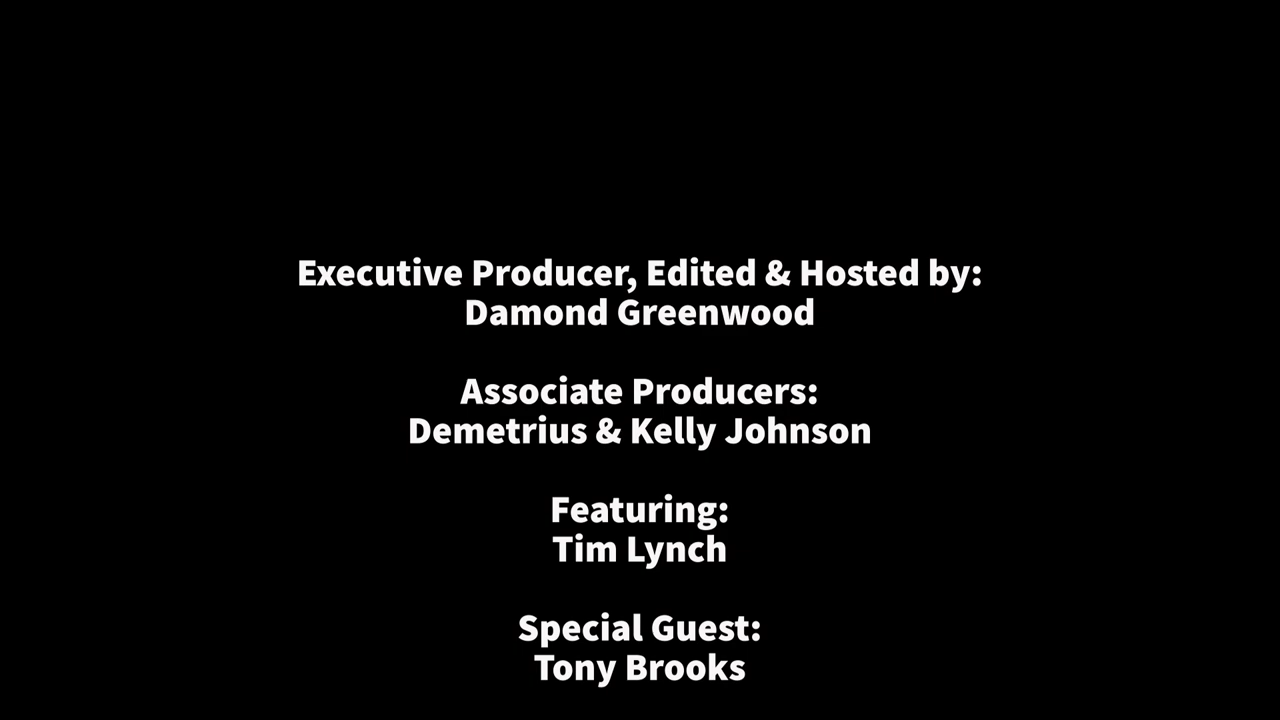 Executive Producer, Edited & Hosted by:
Damond Greenwood
Associate Producers:
Demetrius & Kelly Johnson
Featuring:
Tim Lynch
Special Guest:
Tony Brooks